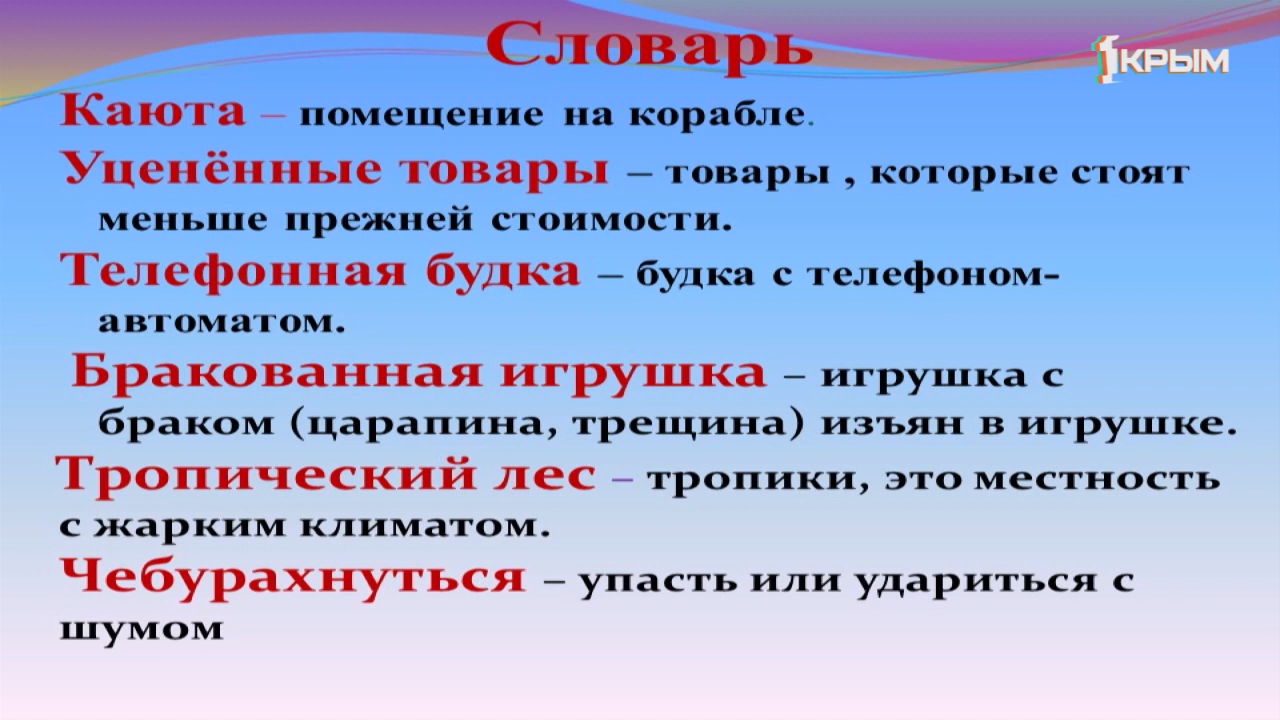 Словарь
1КРЫМ
Каюта – помещение на корабле.
Уценённые товары – товары , которые стоят
меньше прежней стоимости.
Телефонная будка – будка с телефоном-
автоматом.
Бракованная игрушка – игрушка с
браком (царапина, трещина) изъян в игрушке.
Тропический лес – тропики, это местность
с жарким климатом.
Чебурахнуться – упасть или удариться с
шумом